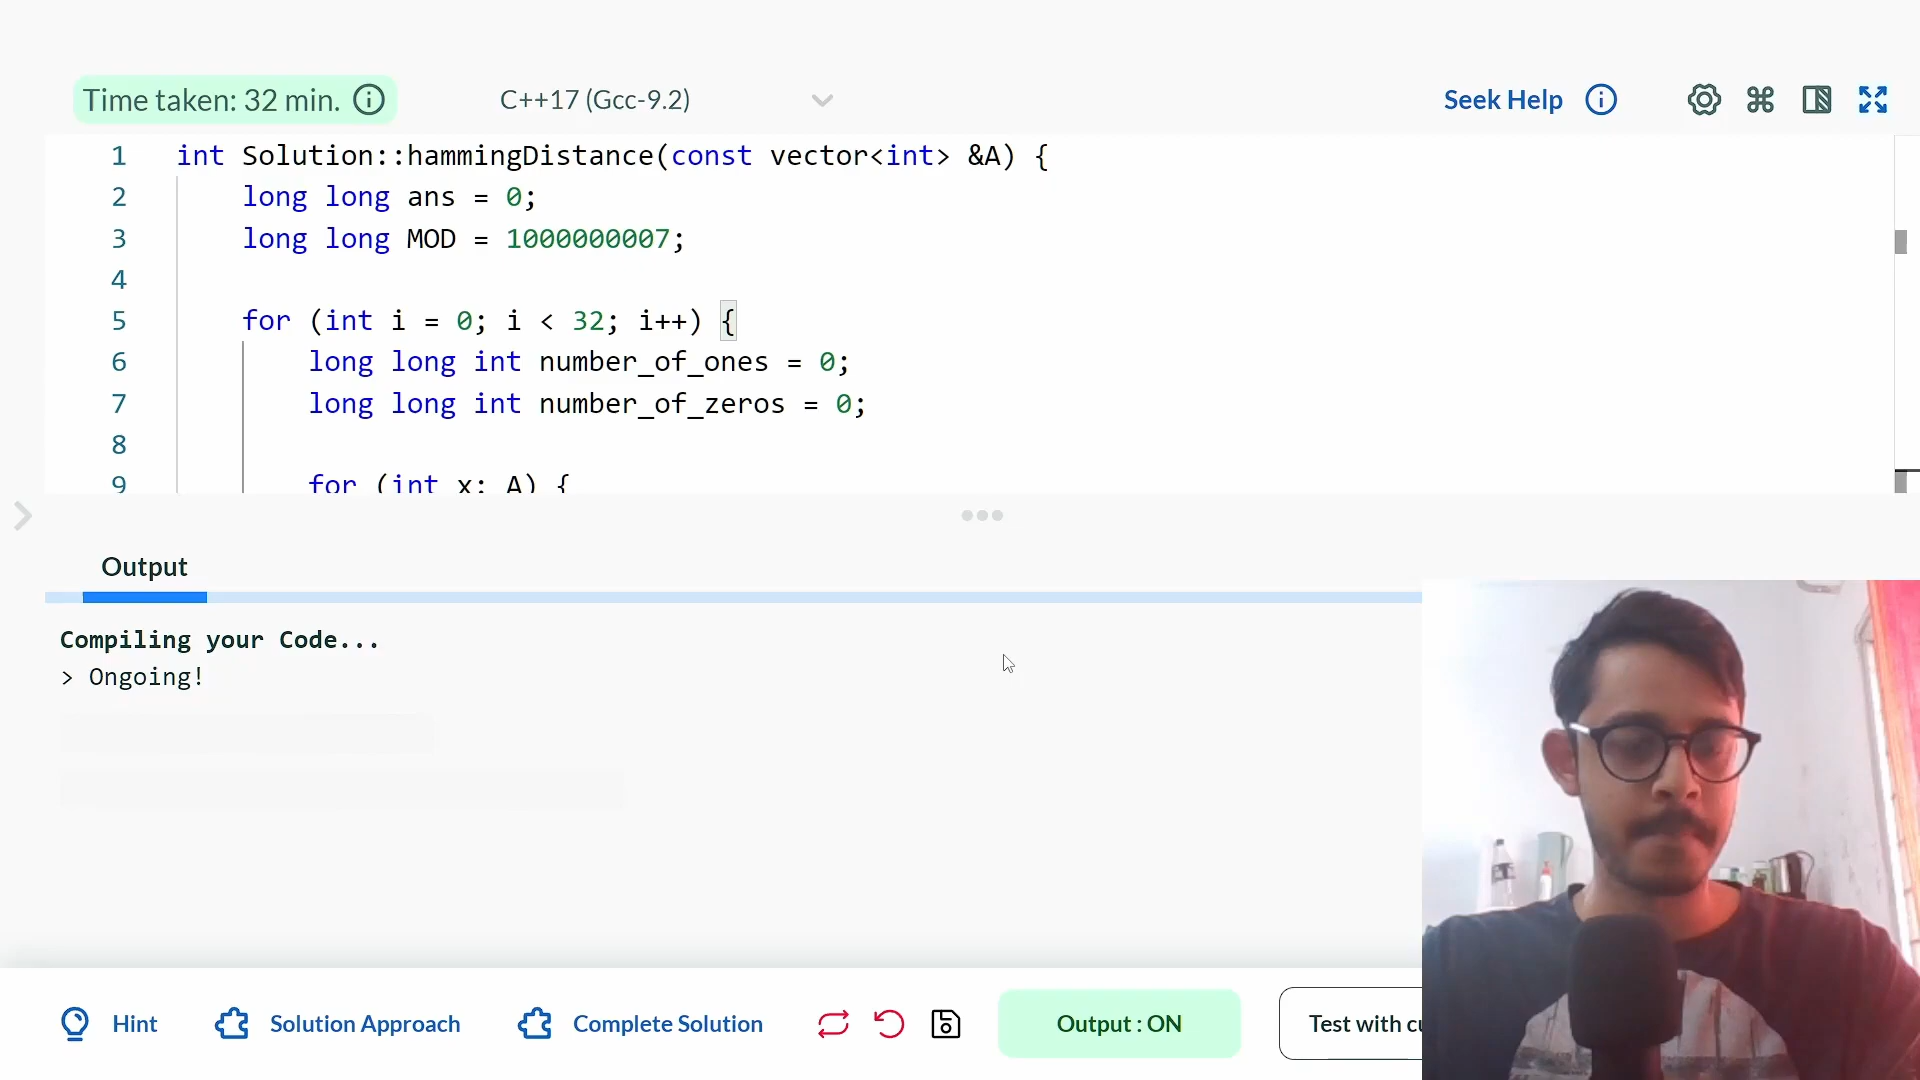 Time taken: 32 min.
C++17 (Gcc-9.2)
Seek Help
1 int Solution::hammingDistance(const vector<int> &A) {
2 long long ans = 0;
3 long long MOD = 1000000007;
4
5 for (int i = 0; i < 32; i++) {
6 long long int number_of_ones = 0;
7 long long int number_of_zeros = 0;
8
9 for (int x: A) {
Output
Compiling your Code...
> Ongoing!
Hint
Solution Approach
Complete Solution
Output : ON
Test with cu